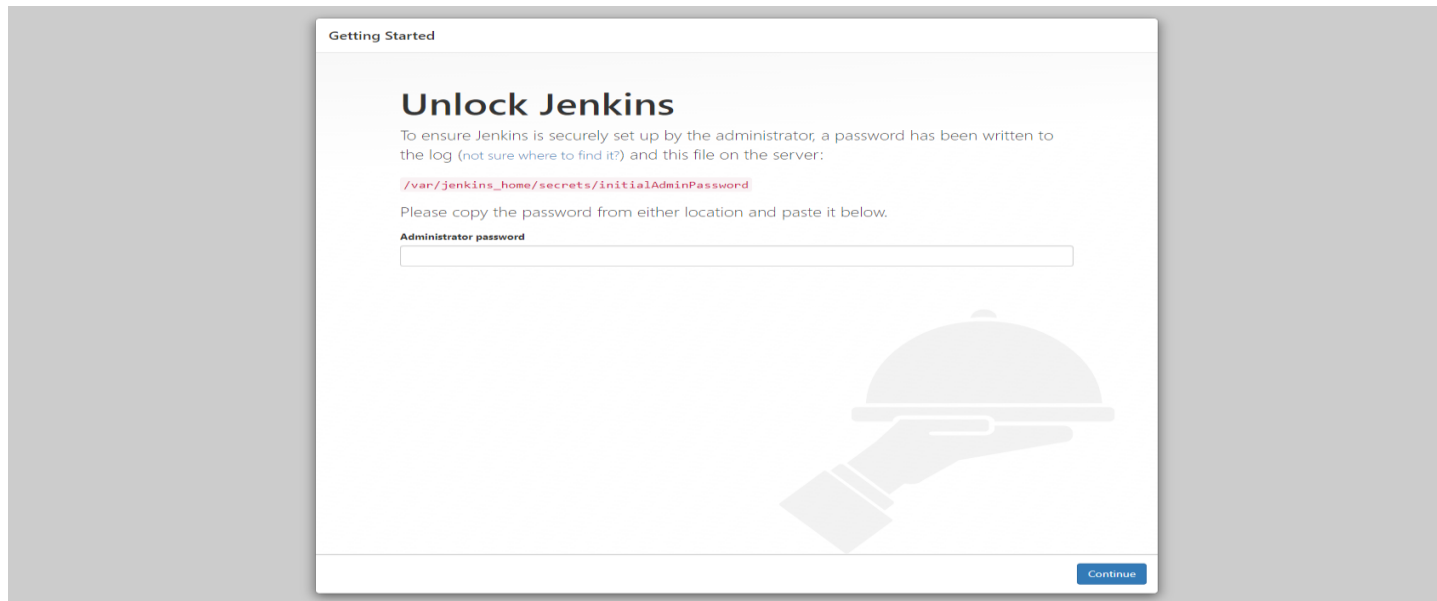 Getting Started
Unlock Jenkins
To ensure Jenkins is securely set up by the administrator, a password has been written to
the log (not sure where to find it?) and this file on the server:
/var/jenkins_home/secrets/initialAdminPassword
Please copy the password from either location and paste it below.
Administrator password
Continue